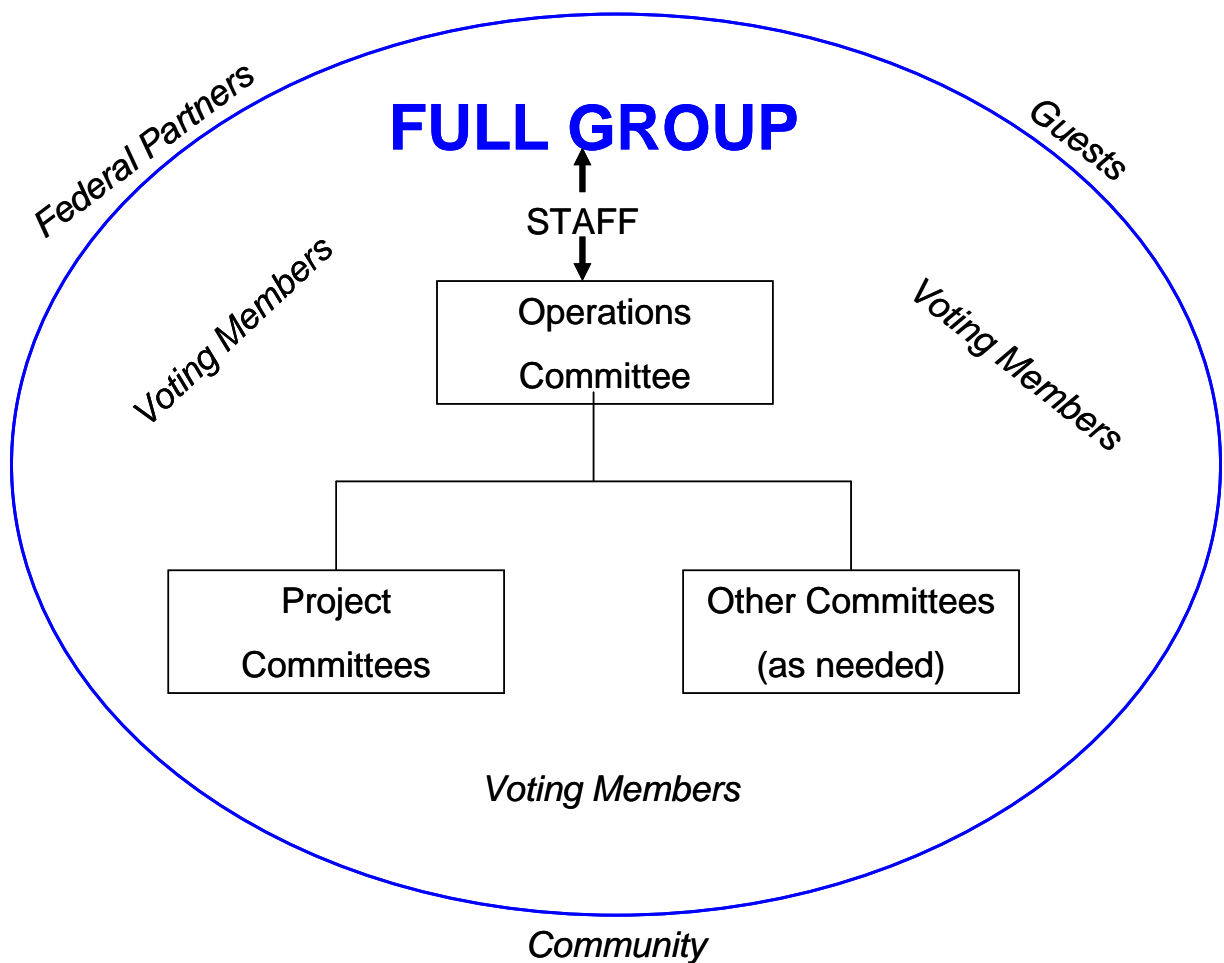 Federal Partners
FULL GROUP
Guests
STAFF
Voting Members
Operations
Committee
Voting Members
Project
Committees
Other Committees
(as needed)
Voting Members
Community